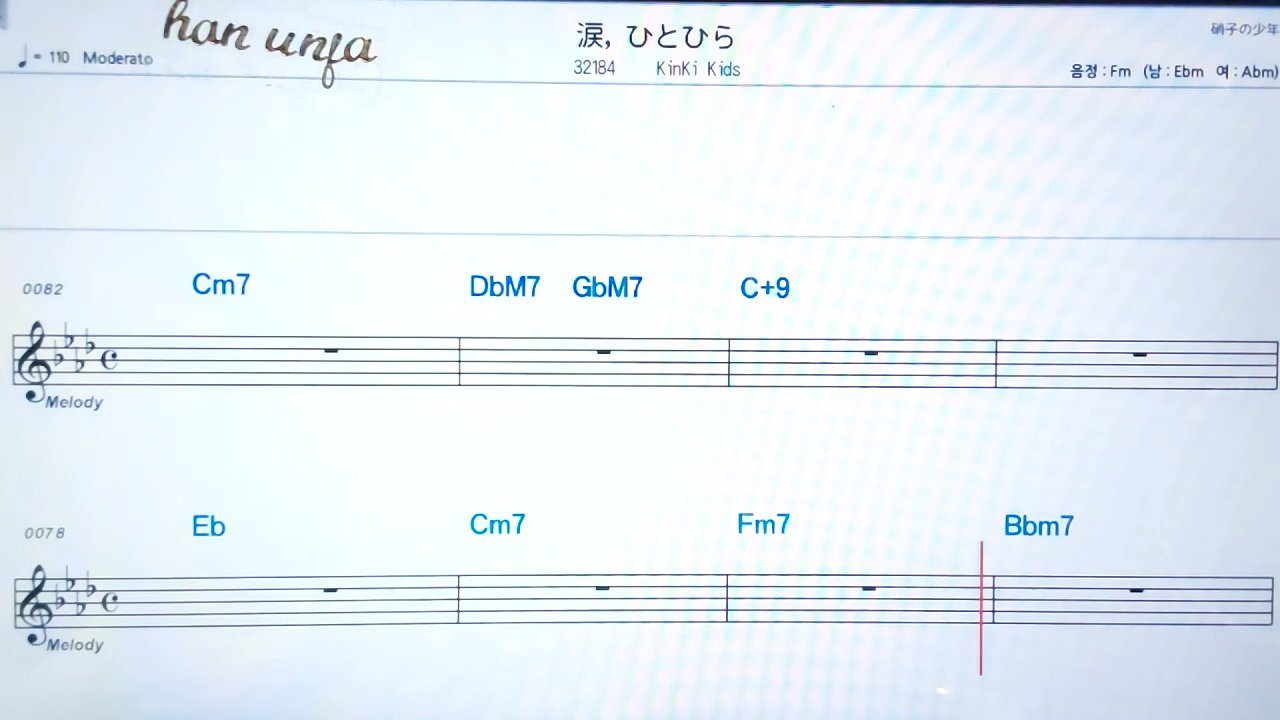 han unfa
♩= 110 Moderato
涙, ひとひら
32184 KinKi Kids
硝子の少年
음정 : Fm (남 : Ebm 여 : Abm)
0082 Cm7 DbM7 GbM7 C+9
Melody
0078 Eb Cm7 Fm7 Bbm7
Melody